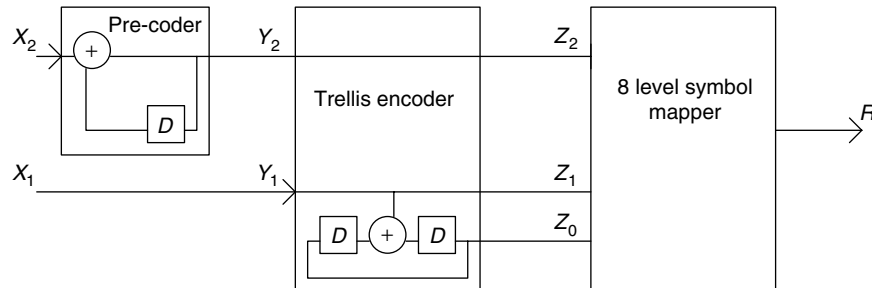 Pre-coder
X2
+
Y2
Z2
D
Trellis encoder
8 level symbol
mapper
R
X1
Y1
Z1
D
+
D
Z0